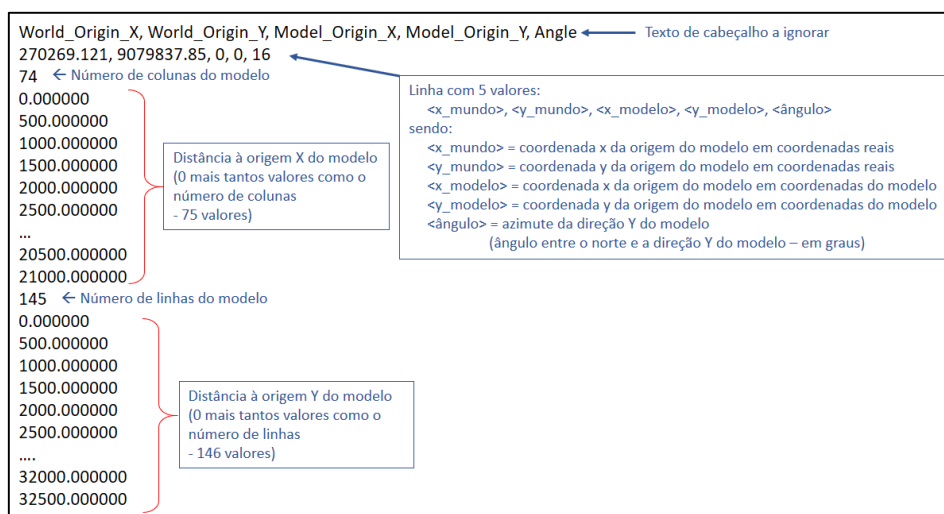 World_Origin_X, World_Origin_Y, Model_Origin_X, Model_Origin_Y, Angle
Texto de cabeçalho a ignorar
270269.121, 9079837.85, 0, 0, 16
74 ← Número de colunas do modelo
0.000000
500.000000
1000.000000
1500.000000
2000.000000
2500.000000
...
20500.000000
21000.000000
Distância à origem X do modelo
(0 mais tantos valores como o
número de colunas
- 75 valores)
Linha com 5 valores:
<x_mundo>, <y_mundo>, <x_modelo>, <y_modelo>, <ângulo>
sendo:
<x_mundo> = coordenada x da origem do modelo em coordenadas reais
<y_mundo> = coordenada y da origem do modelo em coordenadas reais
<x_modelo> = coordenada x da origem do modelo em coordenadas do modelo
<y_modelo> = coordenada y da origem do modelo em coordenadas do modelo
<ângulo> = azimute da direção Y do modelo
(ângulo entre o norte e a direção Y do modelo – em graus)
145 ← Número de linhas do modelo
0.000000
500.000000
1000.000000
1500.000000
2000.000000
2500.000000
....
32000.000000
32500.000000
Distância à origem Y do modelo
(0 mais tantos valores como o
número de linhas
- 146 valores)